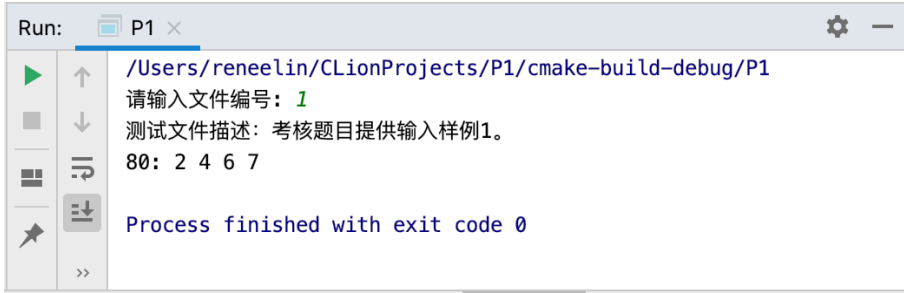 Run: P1 ×
/Users/reneelin/CLionProjects/P1/cmake-build-debug/P1
请输入文件编号: 1
测试文件描述: 考核题目提供输入样例1。
80: 2 4 6 7
Process finished with exit code 0